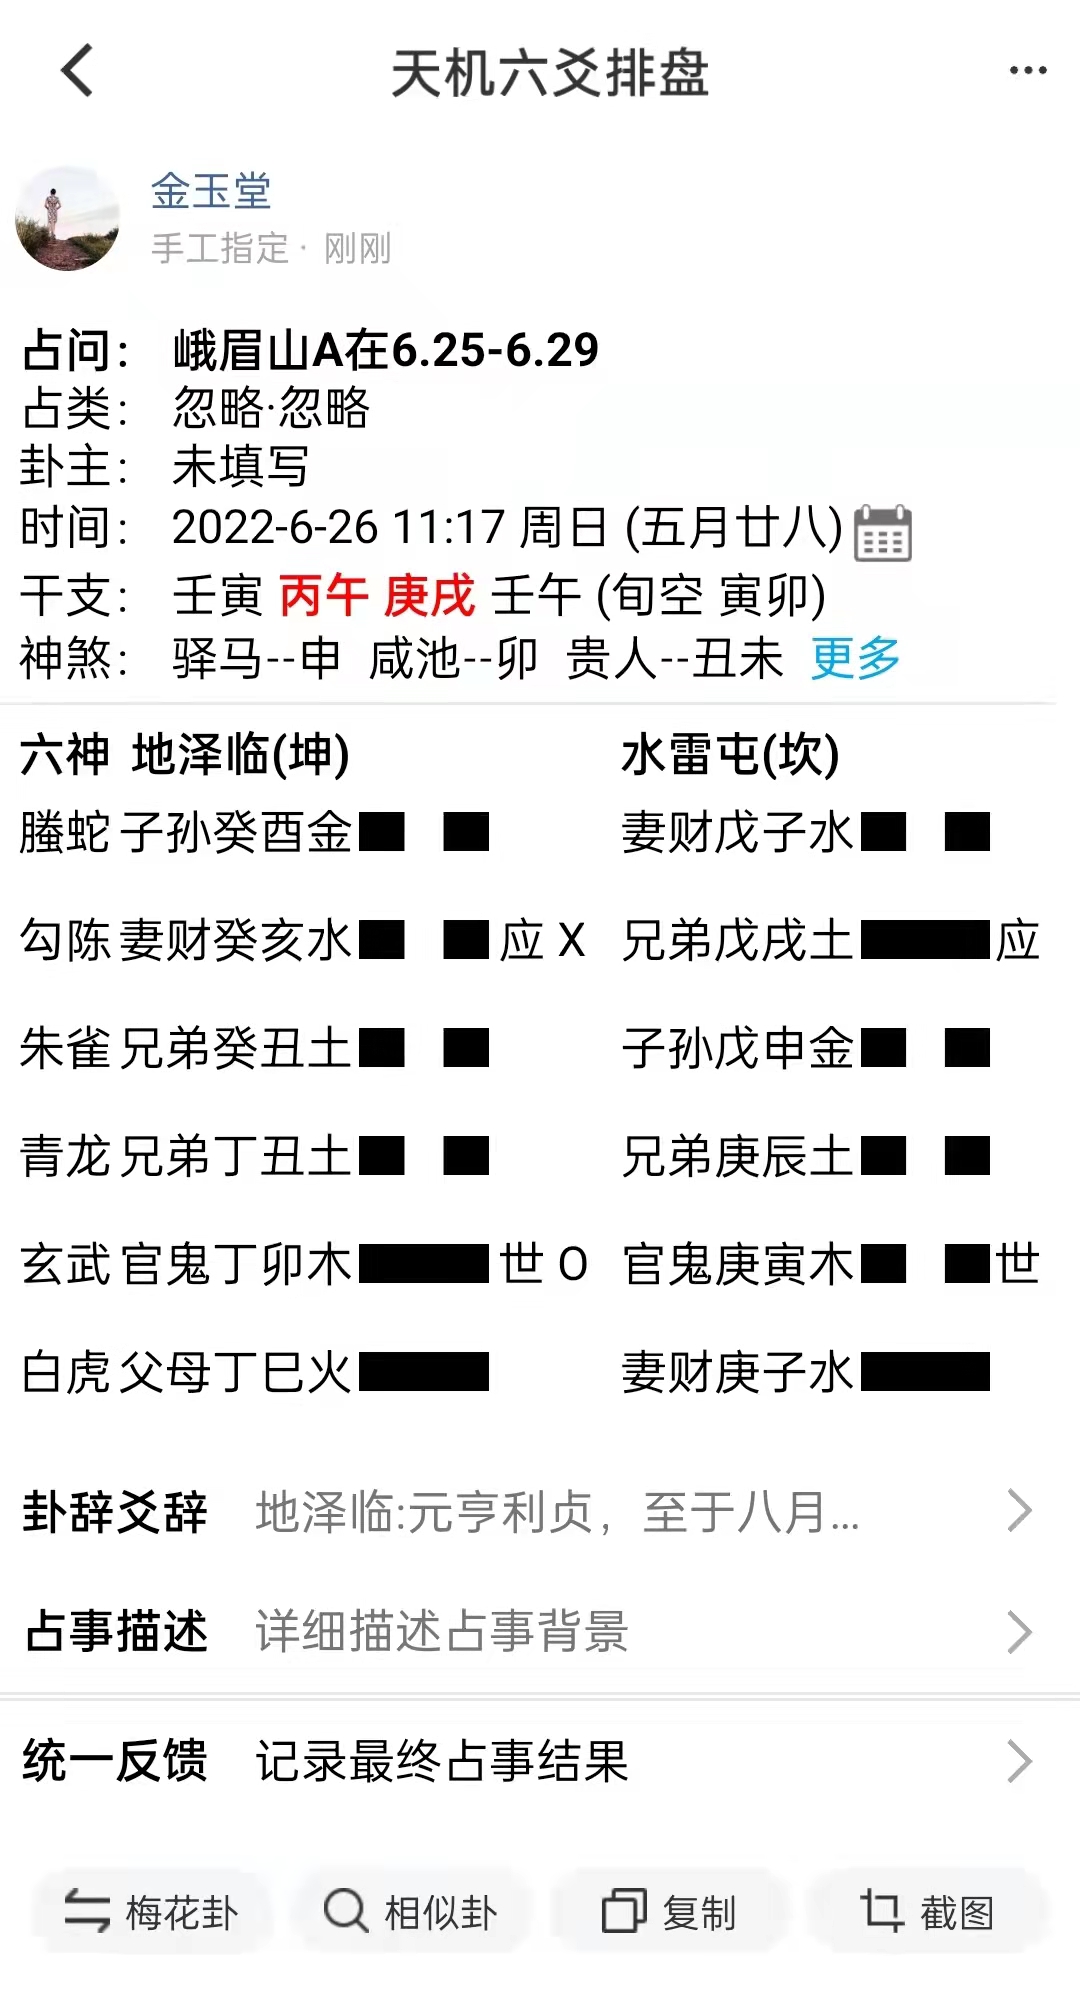 天机六爻排盘
金玉堂
手工指定· 刚刚
占问： 峨眉山A在6.25-6.29
占类： 忽略·忽略
卦主： 未填写
时间： 2022-6-26 11:17 周日 (五月廿八)
干支： 壬寅 丙午 庚戌 壬午 (旬空 寅卯)
神煞： 驿马--申 咸池--卯 贵人--丑未 更多
六神 地泽临(坤) 水雷屯(坎)
螣蛇 子孙癸酉金 妻财戊子水
勾陈 妻财癸亥水 应 X 兄弟戊戌土 应
朱雀 兄弟癸丑土 子孙戊申金
青龙 兄弟丁丑土 兄弟庚辰土
玄武 官鬼丁卯木 世 O 官鬼庚寅木 世
白虎 父母丁巳火 妻财庚子水
卦辞爻辞 地泽临:元亨利贞，至于八月...
占事描述 详细描述占事背景
统一反馈 记录最终占事结果
梅花卦 相似卦 复制 截图